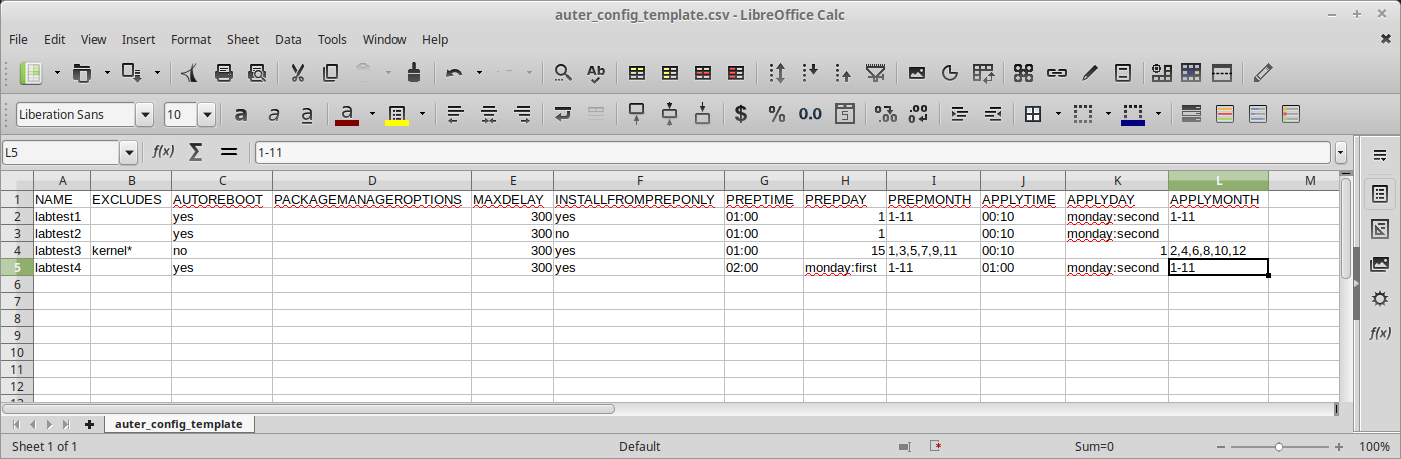 auter_config_template.csv - LibreOffice Calc
File Edit View Insert Format Sheet Data Tools Window Help
Liberation Sans 10 a a a a $ % 0.0
L5 f(x) Σ = 1-11
A B C D E F G H I J K L M
1 NAME EXCLUDES AUTOREBOOT PACKAGEMANAGEROPTIONS MAXDELAY INSTALLFROMPREPONLY PREPTIME PREPDAY PREPMONTH APPLYTIME APPLYDAY APPLYMONTH
2 labtest1 yes 300 yes 01:00 1 1-11 00:10 monday:second 1-11
3 labtest2 yes 300 no 01:00 1 00:10 monday:second
4 labtest3 kernel* no 300 yes 01:00 15 1,3,5,7,9,11 00:10 1 2,4,6,8,10,12
5 labtest4 yes 300 yes 02:00 monday:first 1-11 01:00 monday:second 1-11
6
7
8
9
10
11
12
auter_config_template
Sheet 1 of 1 Default Sum=0 100%